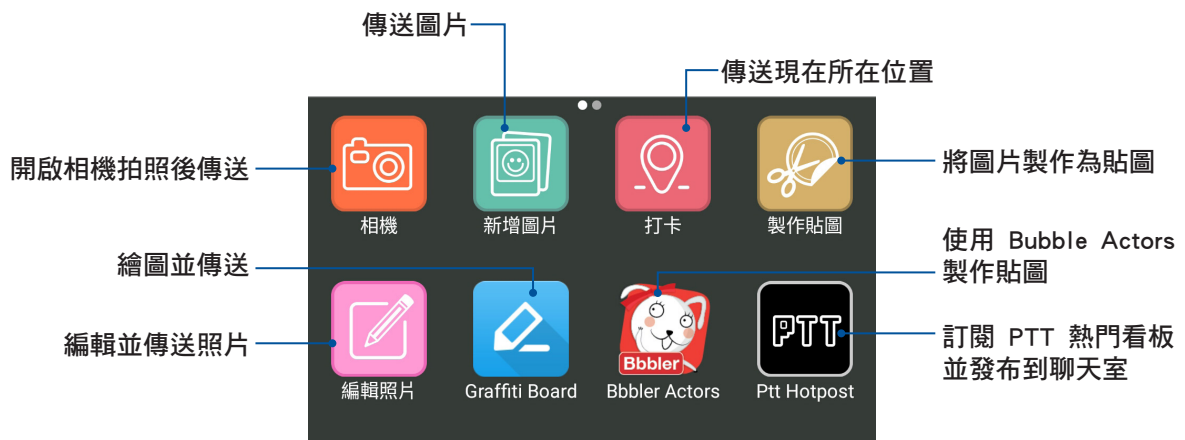 傳送圖片
傳送現在所在位置
開啟相機拍照後傳送
將圖片製作為貼圖
相機
新增圖片
打卡
製作貼圖
繪圖並傳送
使用 Bubble Actors
製作貼圖
編輯並傳送照片
PTT
訂閱 PTT 熱門看板
並發布到聊天室
Bbbler
編輯照片
Graffiti Board
Bbbler Actors
Ptt Hotpost